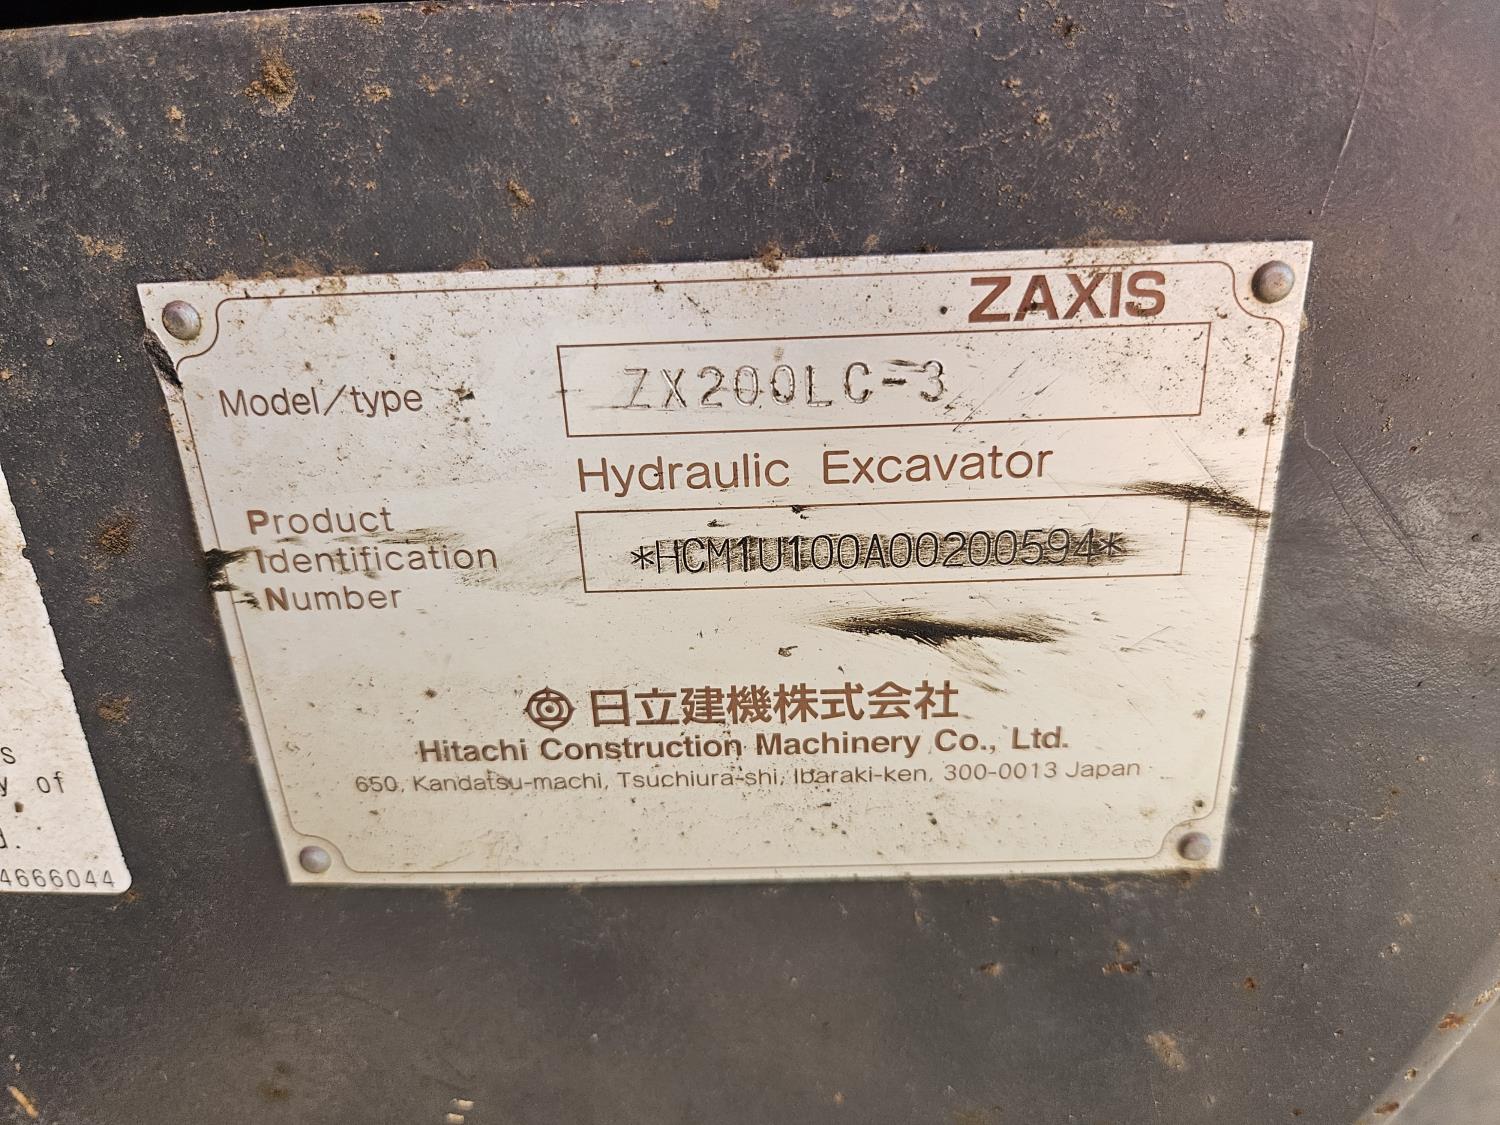 ZAXIS
Model/type ZX200LC-3
Hydraulic Excavator
Product
Identification
Number
*HCM1U100A00200594*
日立建機株式会社
Hitachi Construction Machinery Co., Ltd.
650, Kandatsu-machi, Tsuchiura-shi, Ibaraki-ken, 300-0013 Japan
s
y of
d.
4666044